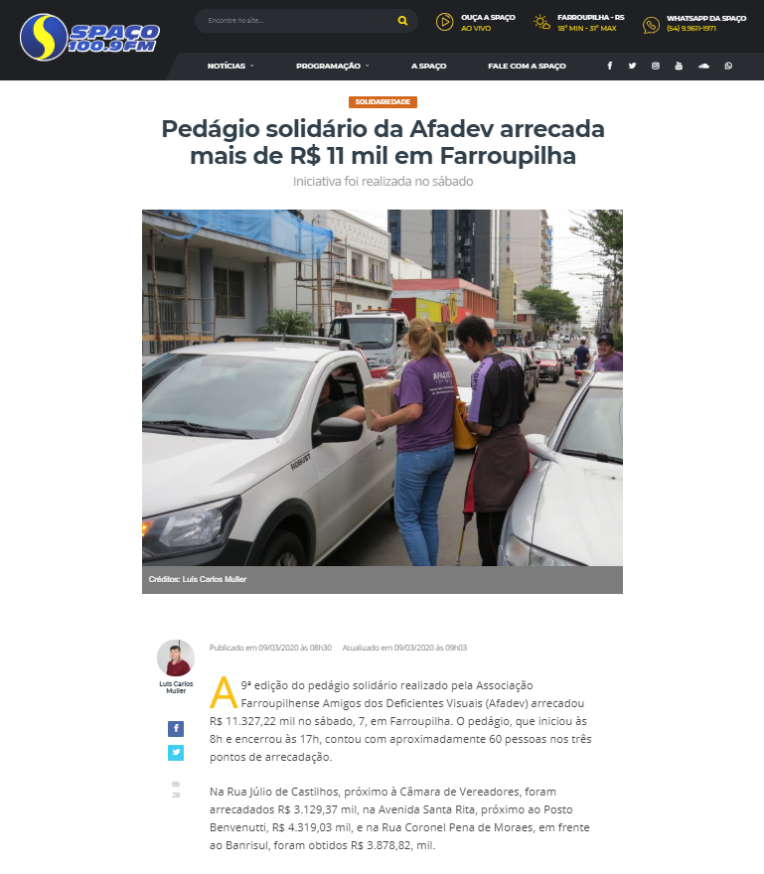 SPAÇO
100.9FM
Encontre no site...
OUÇA A SPAÇO
AO VIVO
FARROUPILHA - RS
18º MIN - 31º MAX
WHATSAPP DA SPAÇO
(54) 9.9611-1971
NOTÍCIAS
PROGRAMAÇÃO
A SPAÇO
FALE COM A SPAÇO
SOLIDARIEDADE
Pedágio solidário da Afadev arrecada
mais de R$ 11 mil em Farroupilha
Iniciativa foi realizada no sábado
AFADEV
ROBUST
Créditos: Luis Carlos Muller
Luis Carlos
Muller
Publicado em 09/03/2020 às 08h30 Atualizado em 09/03/2020 às 09h03
A 9ª edição do pedágio solidário realizado pela Associação
Farroupilhense Amigos dos Deficientes Visuais (Afadev) arrecadou
R$ 11.327,22 mil no sábado, 7, em Farroupilha. O pedágio, que iniciou às
8h e encerrou às 17h, contou com aproximadamente 60 pessoas nos três
pontos de arrecadação.
Na Rua Júlio de Castilhos, próximo à Câmara de Vereadores, foram
arrecadados R$ 3.129,37 mil, na Avenida Santa Rita, próximo ao Posto
Benvenutti, R$ 4.319,03 mil, e na Rua Coronel Pena de Moraes, em frente
ao Banrisul, foram obtidos R$ 3.878,82, mil.